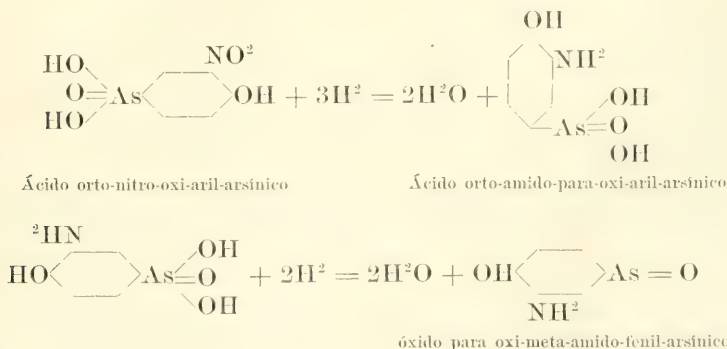 OH
HO NO² NH²
O=As OH + 3H² = 2H²O + OH
HO As=O
OH
Ácido orto-nitro-oxi-aril-arsínico Ácido orto-amido-para-oxi-aril-arsínico
²HN OH
HO As=O + 2H² = 2H²O + OH As = O
OH NH²
óxido para oxi-meta-amido-fenil-arsínico